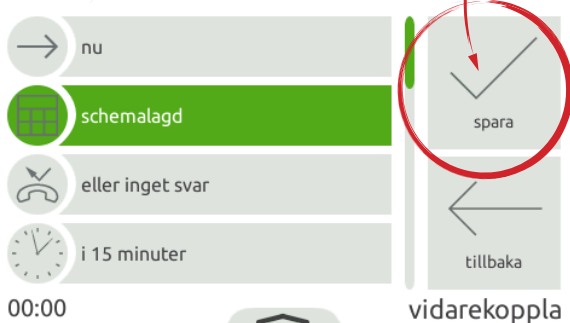 nu
schemalagd
eller inget svar
i 15 minuter
spara
tillbaka
00:00
vidarekoppla